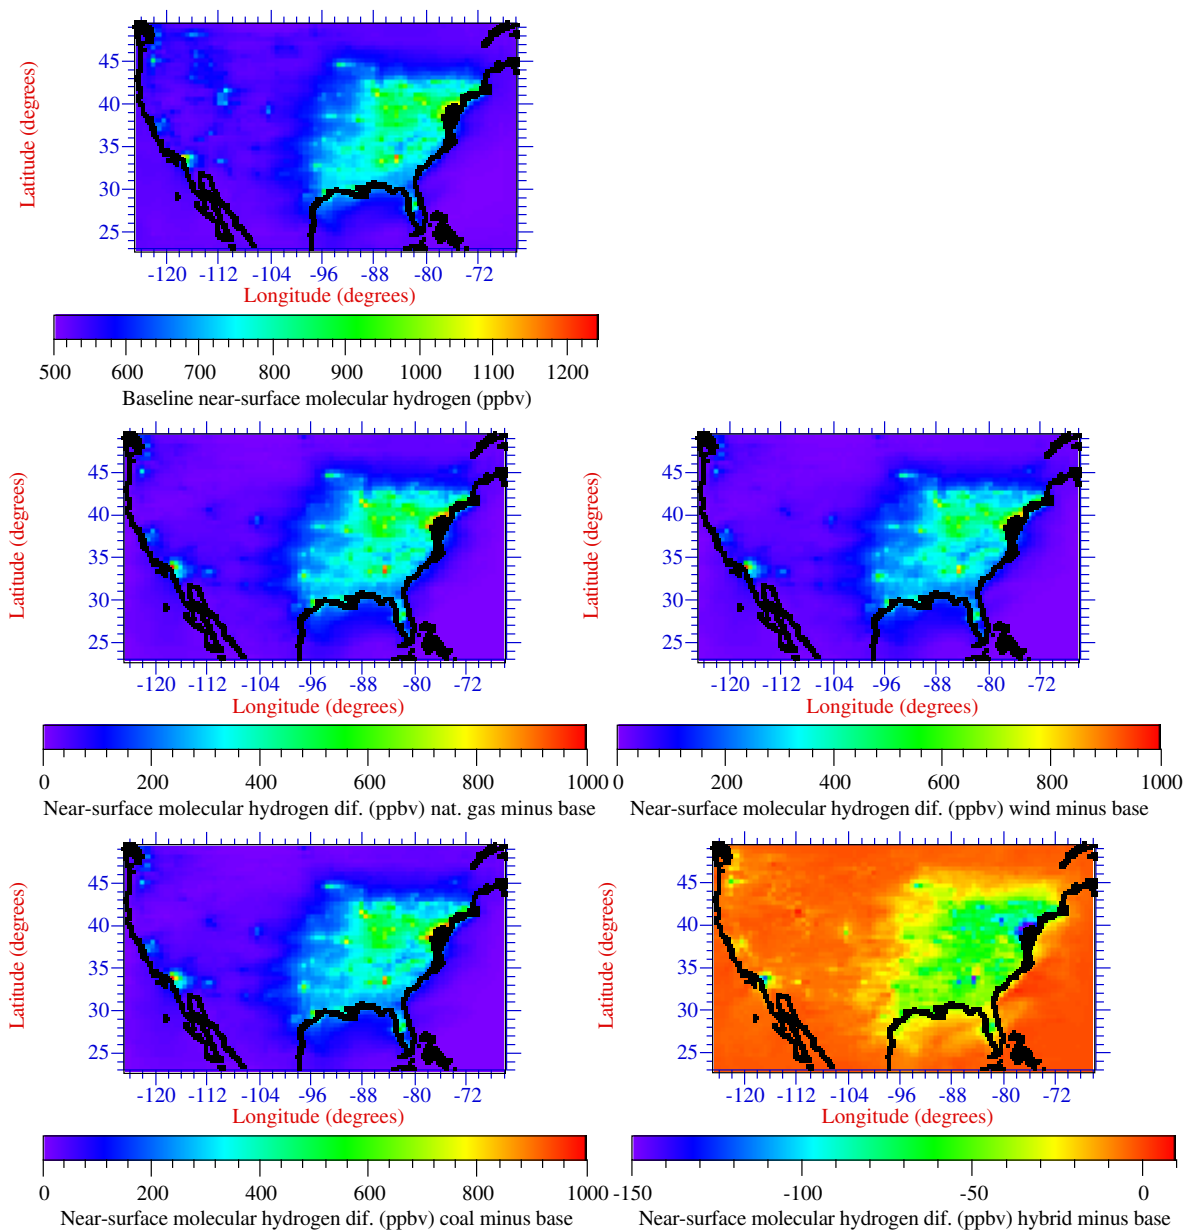 Latitude (degrees)
45
40
35
30
25
-120 -112 -104 -96 -88 -80 -72
Longitude (degrees)
500 600 700 800 900 1000 1100 1200
Baseline near-surface molecular hydrogen (ppbv)
Latitude (degrees)
45
40
35
30
25
-120 -112 -104 -96 -88 -80 -72
Longitude (degrees)
0 200 400 600 800 1000
Near-surface molecular hydrogen dif. (ppbv) nat. gas minus base
Latitude (degrees)
45
40
35
30
25
-120 -112 -104 -96 -88 -80 -72
Longitude (degrees)
0 200 400 600 800 1000
Near-surface molecular hydrogen dif. (ppbv) wind minus base
Latitude (degrees)
45
40
35
30
25
-120 -112 -104 -96 -88 -80 -72
Longitude (degrees)
0 200 400 600 800 1000
Near-surface molecular hydrogen dif. (ppbv) coal minus base
Latitude (degrees)
45
40
35
30
25
-120 -112 -104 -96 -88 -80 -72
Longitude (degrees)
-150 -100 -50 0
Near-surface molecular hydrogen dif. (ppbv) hybrid minus base